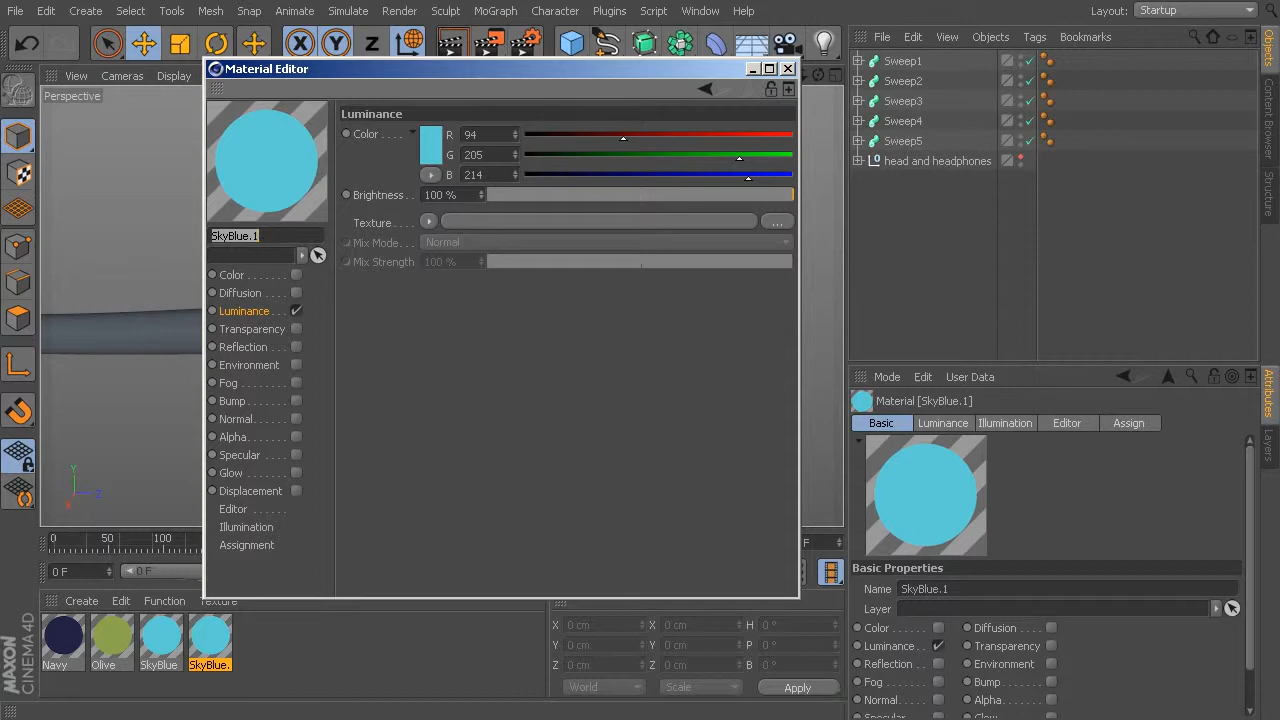 File Edit Create Select Tools Mesh Snap Animate Simulate Render Sculpt MoGraph Character Plugins Script Window Help Layout: Startup
X Y Z
Material Editor
View Cameras Display
Perspective
File Edit View Objects Tags Bookmarks
Sweep1
Sweep2
Sweep3
Sweep4
Sweep5
head and headphones
Objects
Content Browser
Structure
Luminance
Color . . . . R 94
G 205
B 214
Brightness . . 100 %
Texture . . . . ...
Mix Mode . . Normal
Mix Strength 100 %
SkyBlue.1
Color
Diffusion
Luminance
Transparency
Reflection
Environment
Fog
Bump
Normal
Alpha
Specular
Glow
Displacement
Editor
Illumination
Assignment
Y
Z
X
0 50 100
0 F 0 F
F
Create Edit Function Texture
Navy Olive SkyBlue SkyBlue.
X 0 cm X 0 cm H 0 °
Y 0 cm Y 0 cm P 0 °
Z 0 cm Z 0 cm B 0 °
World Scale Apply
MAXON
CINEMA 4D
Mode Edit User Data
Material [SkyBlue.1]
Basic Luminance Illumination Editor Assign
Basic Properties
Name SkyBlue.1
Layer
Color Diffusion
Luminance Transparency
Reflection Environment
Fog Bump
Normal Alpha
Attributes
Layers